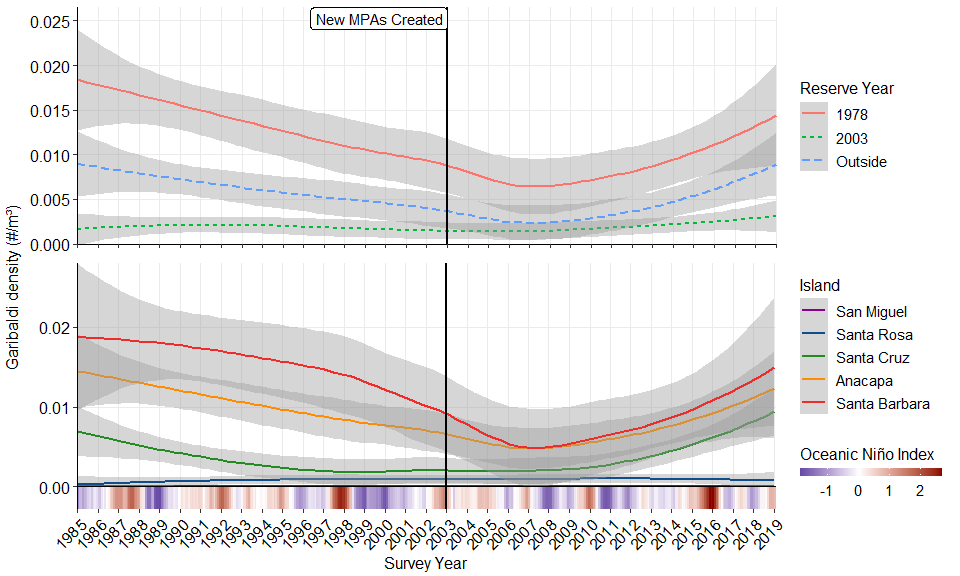 New MPAs Created
0.025
0.020
0.015
0.010
0.005
0.000
Reserve Year
1978
2003
Outside
Garibaldi density (#/m³)
0.02
0.01
0.00
Island
San Miguel
Santa Rosa
Santa Cruz
Anacapa
Santa Barbara
Oceanic Niño Index
-1 0 1 2
1985 1986 1987 1988 1989 1990 1991 1992 1993 1994 1995 1996 1997 1998 1999 2000 2001 2002 2003 2004 2005 2006 2007 2008 2009 2010 2011 2012 2013 2014 2015 2016 2017 2018 2019
Survey Year